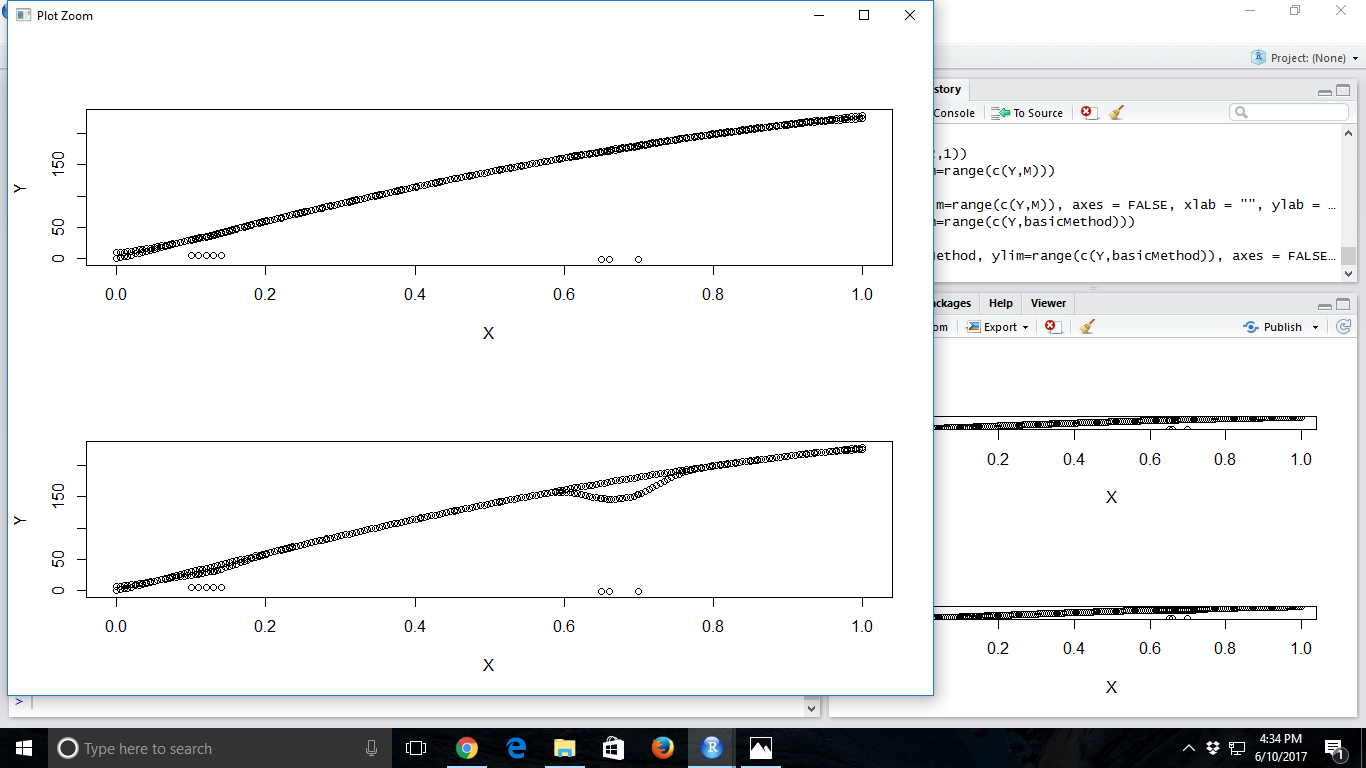 Plot Zoom
Y
0 50 150
0.0 0.2 0.4 0.6 0.8 1.0
X
Y
0 50 150
0.0 0.2 0.4 0.6 0.8 1.0
X
>
Project: (None)
story
Console To Source
,1))
m=range(c(Y,M)))
m=range(c(Y,M)), axes = FALSE, xlab = "", ylab = …
m=range(c(Y,basicMethod)))
Method, ylim=range(c(Y,basicMethod)), axes = FALSE…
ckages Help Viewer
om Export Publish
0.2 0.4 0.6 0.8 1.0
X
0.2 0.4 0.6 0.8 1.0
X
Type here to search
4:34 PM
6/10/2017
1